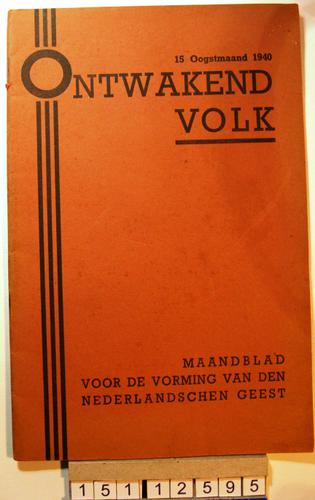 15 Oogstmaand 1940
ONTWAKEND
VOLK
MAANDBLAD
VOOR DE VORMING VAN DEN
NEDERLANDSCHEN GEEST
151 12595